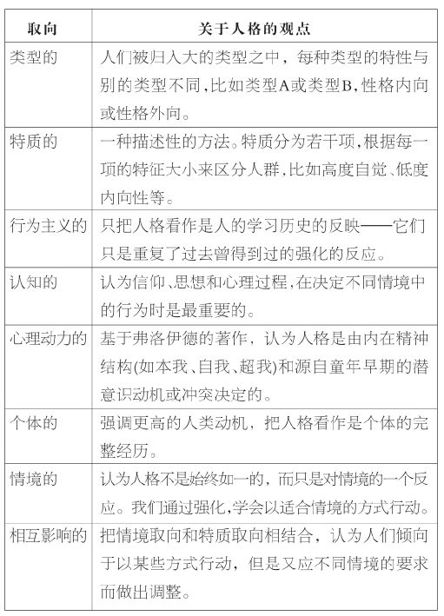 取向 关于人格的观点
类型的 人们被归入大的类型之中，每种类型的特性与
别的类型不同，比如类型A或类型B，性格内向
或性格外向。
特质的 一种描述性的方法。特质分为若干项，根据每一
项的特征大小来区分人群，比如高度自觉、低度
内向性等。
行为主义的 只把人格看作是人的学习历史的反映——它们
只是重复了过去曾得到过的强化的反应。
认知的 认为信仰、思想和心理过程，在决定不同情境中
的行为时是最重要的。
心理动力的 基于弗洛伊德的著作，认为人格是由内在精神
结构(如本我、自我、超我)和源自童年早期的潜
意识动机或冲突决定的。
个体的 强调更高的人类动机，把人格看作是个体的完
整经历。
情境的 认为人格不是始终如一的，而只是对情境的一个反
应。我们通过强化，学会以适合情境的方式行动。
相互影响的 把情境取向和特质取向相结合，认为人们倾向
于以某些方式行动，但是又应不同情境的要求
而做出调整。